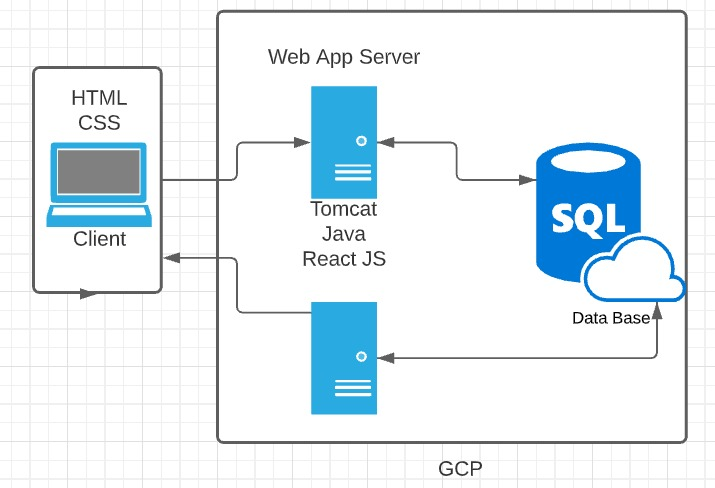 Web App Server
HTML
CSS
Client
Tomcat
Java
React JS
SQL
Data Base
GCP